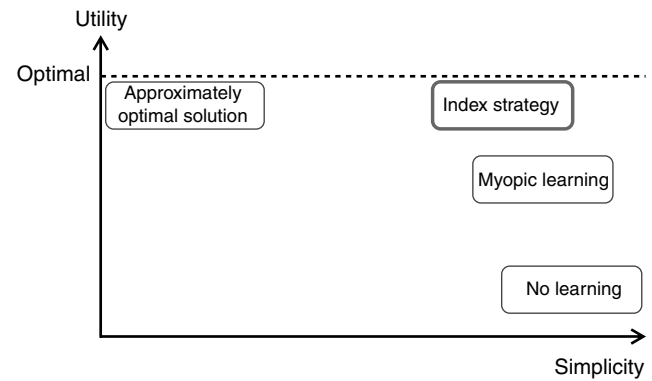 Utility
Optimal
Approximately
optimal solution
Index strategy
Myopic learning
No learning
Simplicity